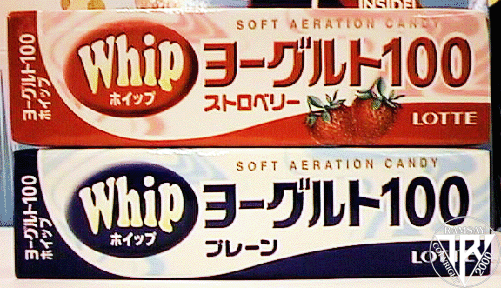 INSIDE!
SOFT AERATION CANDY
ヨーグルト100
ホイップ
Whip
ホイップ
ヨーグルト100
ストロベリー
LOTTE
SOFT AERATION CANDY
ヨーグルト100
ホイップ
Whip
ホイップ
ヨーグルト100
プレーン
LOTTE
RAMSAY
COPYRIGHT
2000